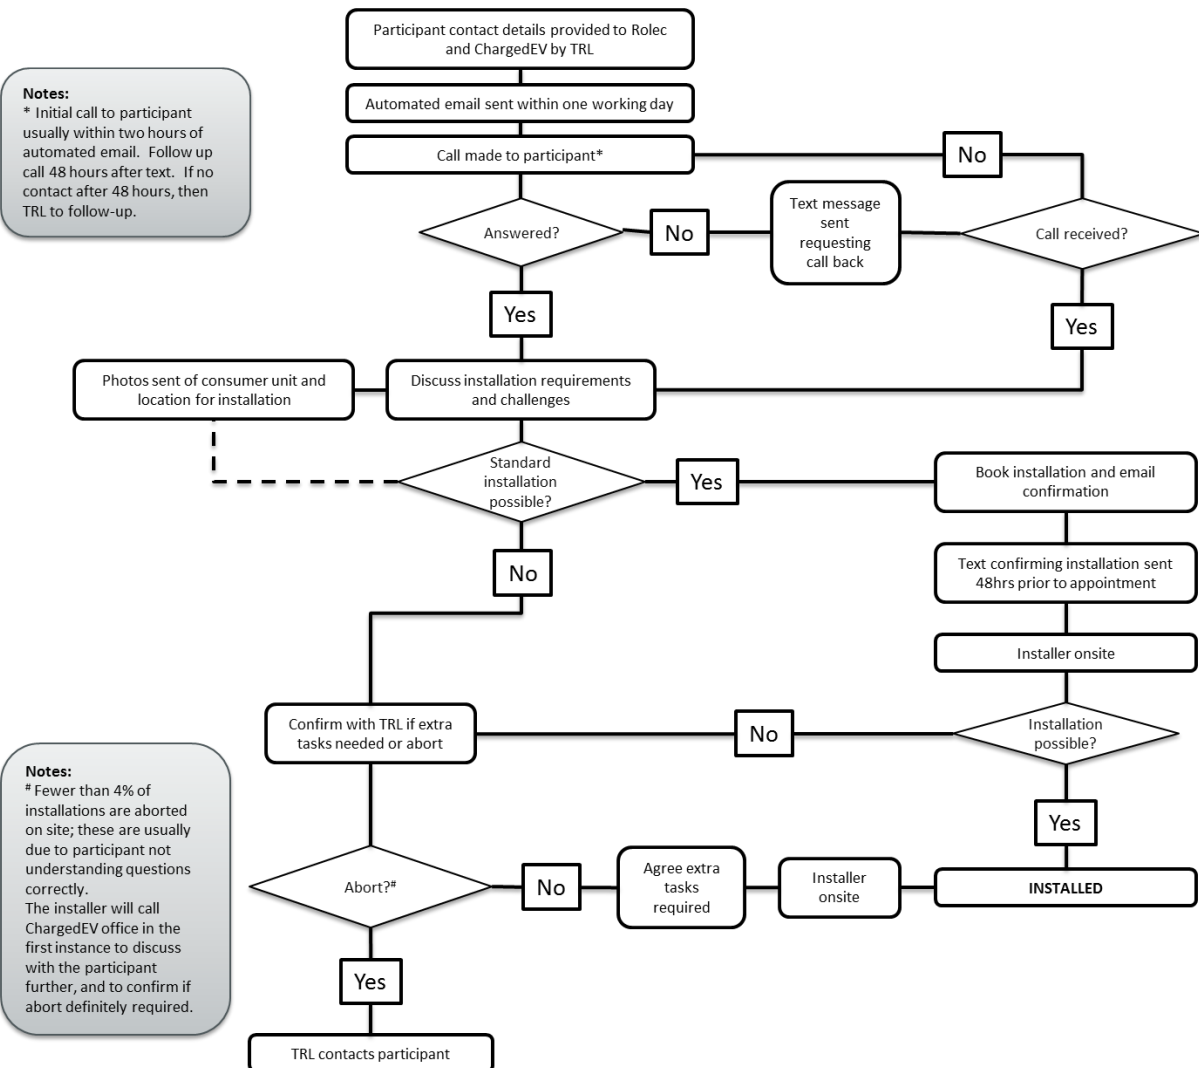 Participant contact details provided to Rolec
and ChargedEV by TRL
Automated email sent within one working day
Call made to participant*
No
Notes:
* Initial call to participant
usually within two hours of
automated email. Follow up
call 48 hours after text. If no
contact after 48 hours, then
TRL to follow-up.
Answered?
No
Text message
sent
requesting
call back
Call received?
Yes
Yes
Photos sent of consumer unit and
location for installation
Discuss installation requirements
and challenges
Standard
installation
possible?
Yes
Book installation and email
confirmation
No
Text confirming installation sent
48hrs prior to appointment
Installer onsite
Confirm with TRL if extra
tasks needed or abort
No
Installation
possible?
Yes
Notes:
# Fewer than 4% of
installations are aborted
on site; these are usually
due to participant not
understanding questions
correctly.
The installer will call
ChargedEV office in the
first instance to discuss
with the participant
further, and to confirm if
abort definitely required.
Abort?#
No
Agree extra
tasks
required
Installer
onsite
INSTALLED
Yes
TRL contacts participant